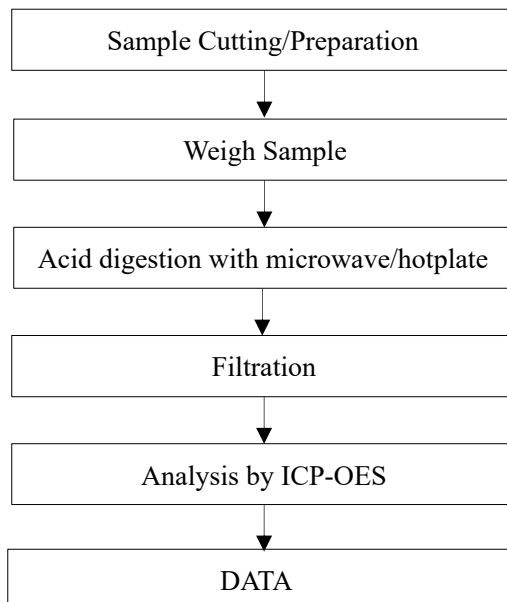 Sample Cutting/Preparation
Weigh Sample
Acid digestion with microwave/hotplate
Filtration
Analysis by ICP-OES
DATA